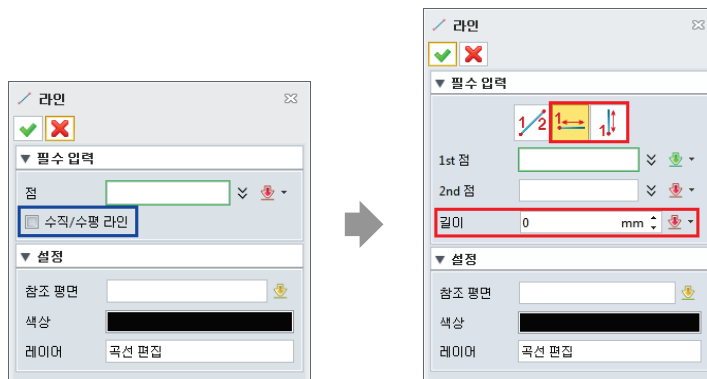 라인
▼ 필수 입력
점
수직/수평 라인
▼ 설정
참조 평면
색상
레이어 곡선 편집
라인
▼ 필수 입력
1/2 1 1
1st 점
2nd 점
길이 0 mm
▼ 설정
참조 평면
색상
레이어 곡선 편집